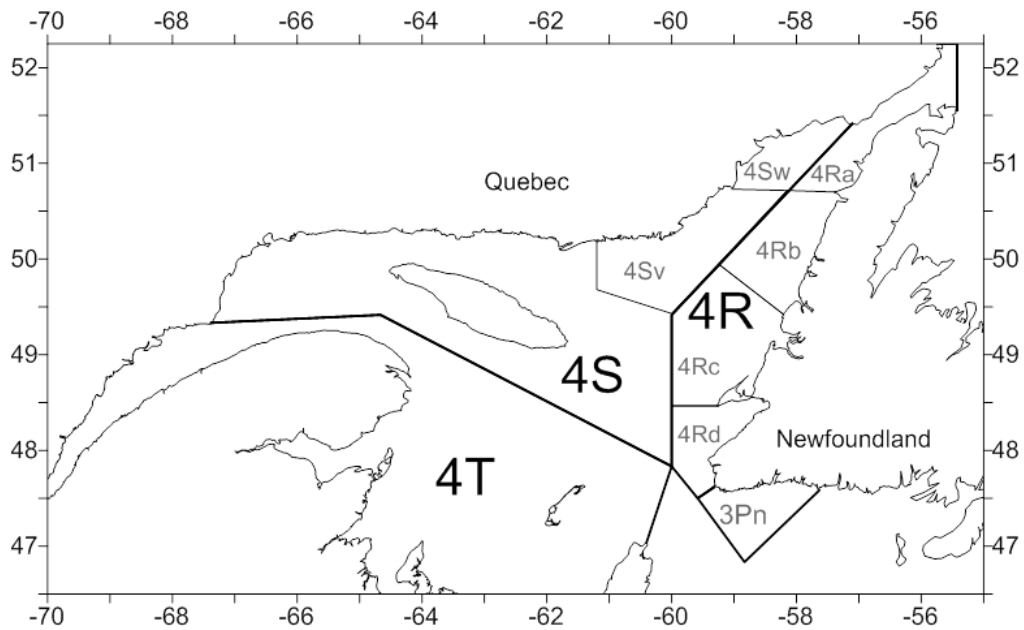 -70 -68 -66 -64 -62 -60 -58 -56
52 52
51 51
Quebec
4Sw 4Ra
50 50
4Sv 4Rb
4R
49 49
4S 4Rc
48 48
4Rd Newfoundland
4T
3Pn
47 47
-70 -68 -66 -64 -62 -60 -58 -56